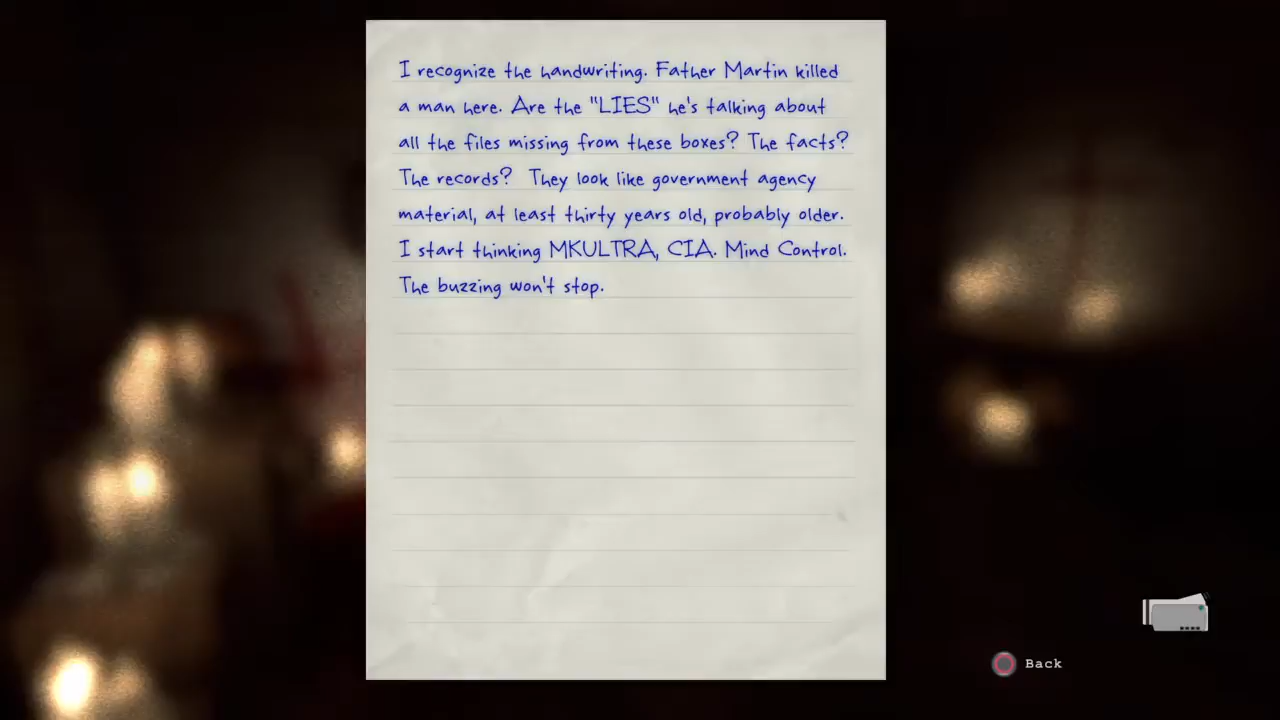 I recognize the handwriting. Father Martin killed
a man here. Are the "LIES" he's talking about
all the files missing from these boxes? The facts?
The records? They look like government agency
material, at least thirty years old, probably older.
I start thinking MKULTRA, CIA. Mind Control.
The buzzing won't stop.
Back